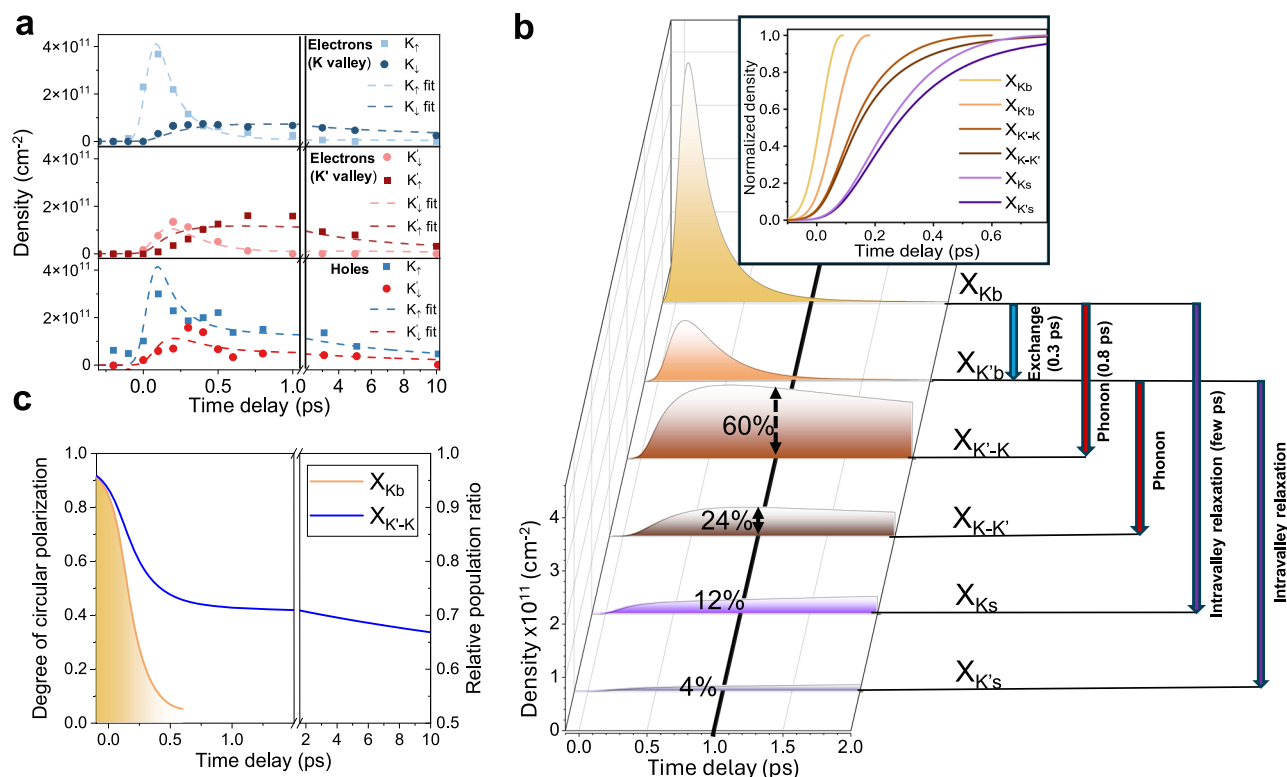 a
Density (cm⁻²)
4×10¹¹
2×10¹¹
0
Electrons
(K valley)
K↑
K↓
K↑ fit
K↓ fit
4×10¹¹
2×10¹¹
0
Electrons
(K' valley)
K'↓
K'↑
K'↓ fit
K'↑ fit
4×10¹¹
2×10¹¹
0
Holes
K↑
K'↓
K↑ fit
K'↓ fit
0.0 0.5 1.0 5 10
Time delay (ps)
b
Normalized density
1.0
0.8
0.6
0.4
0.2
0.0
X_Kb
X_K'b
X_K'-K
X_K-K'
X_Ks
X_K's
0.0 0.2 0.4 0.6
Time delay (ps)
X_Kb
X_K'b
X_K'-K
X_K-K'
X_Ks
X_K's
60%
24%
12%
4%
Exchange
(0.3 ps)
Phonon (0.8 ps)
Phonon
Intravalley relaxation (few ps)
Intravalley relaxation
Density x10¹¹ (cm⁻²)
4
3
2
1
0
0.0 0.5 1.0 1.5 2.0
Time delay (ps)
c
Degree of circular polarization
1.0
0.8
0.6
0.4
0.2
0.0
X_Kb
X_K'-K
1.0
0.9
0.8
0.7
0.6
0.5
Relative population ratio
0.0 0.5 1.0 2 4 6 8 10
Time delay (ps)